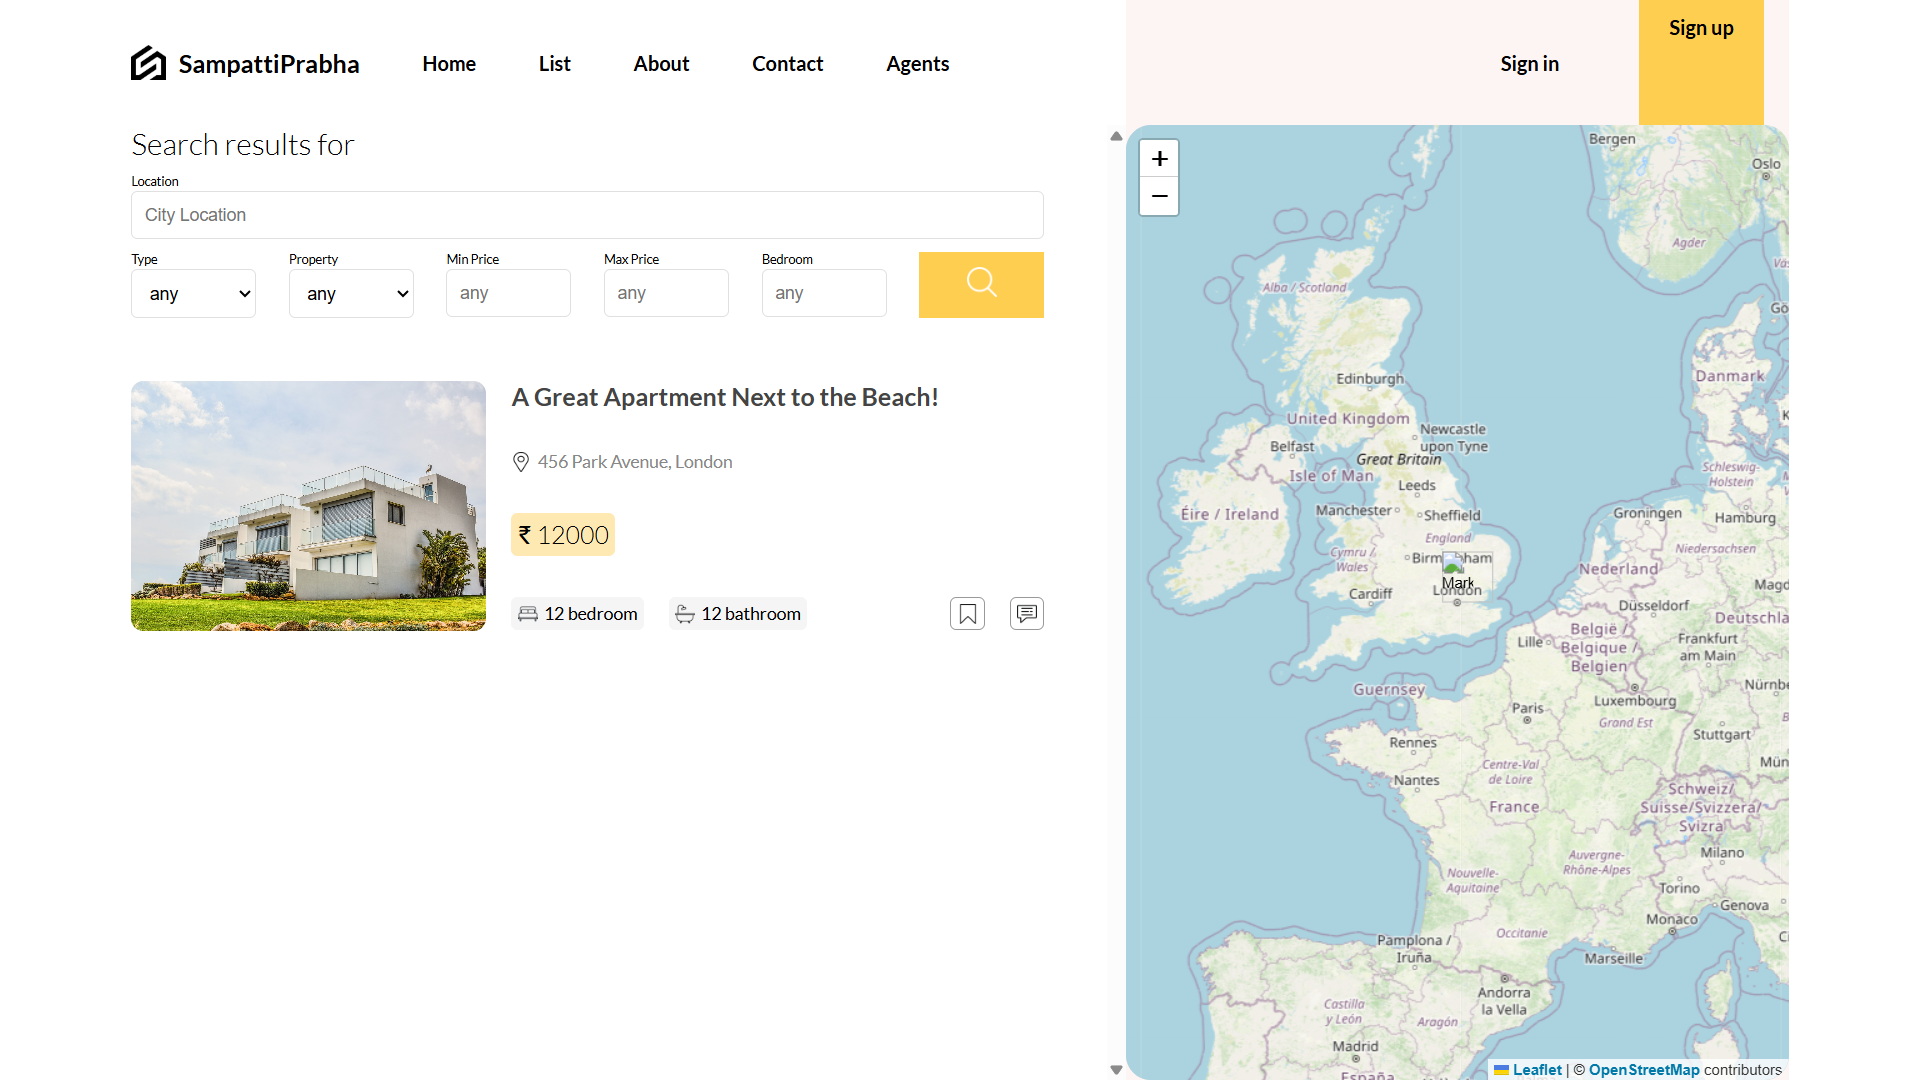 SampattiPrabha
Home
List
About
Contact
Agents
Sign in
Sign up
Search results for
Location
City Location
Type
Property
Min Price
Max Price
Bedroom
any
any
any
any
any
A Great Apartment Next to the Beach!
456 Park Avenue, London
₹ 12000
12 bedroom
12 bathroom
+
−
Bergen
Oslo
Agder
Alba / Scotland
Edinburgh
United Kingdom
Danmark
Newcastle
upon Tyne
Belfast
Great Britain
Isle of Man
Schleswig-
Holstein
Leeds
Manchester
Sheffield
Éire / Ireland
Groningen
Hamburg
England
Niedersachsen
Cymru /
Wales
Nederland
Mark
London
Cardiff
Düsseldorf
Deutschla
België /
Belgique /
Belgien
Lille
Frankfurt
am Main
Guernsey
Nürnbe
Luxembourg
Paris
Grand Est
Stuttgart
Rennes
Mün
Centre-Val
de Loire
Nantes
France
Schweiz/
Suisse/Svizzera/
Svizra
Milano
Auvergne-
Rhône-Alpes
Nouvelle-
Aquitaine
Torino
Genova
Monaco
Occitanie
Pamplona /
Iruña
Marseille
Andorra
la Vella
Castilla
y León
Aragón
Madrid
España
Leaflet | © OpenStreetMap contributors